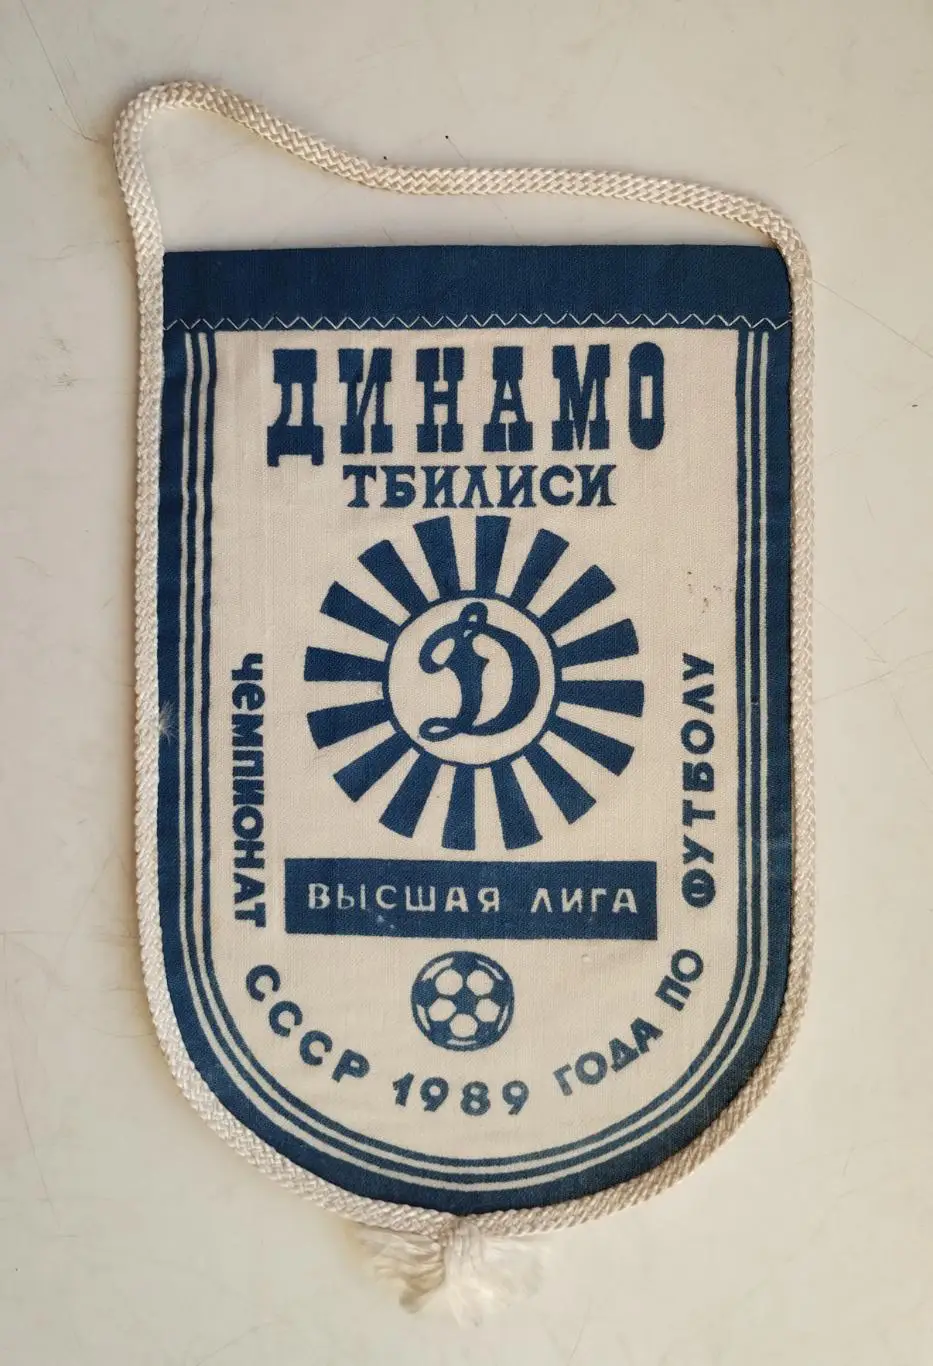 ДИНАМО
ТБИЛИСИ
Д
ВЫСШАЯ ЛИГА
ЧЕМПИОНАТ СССР 1989 ГОДА ПО ФУТБОЛУ